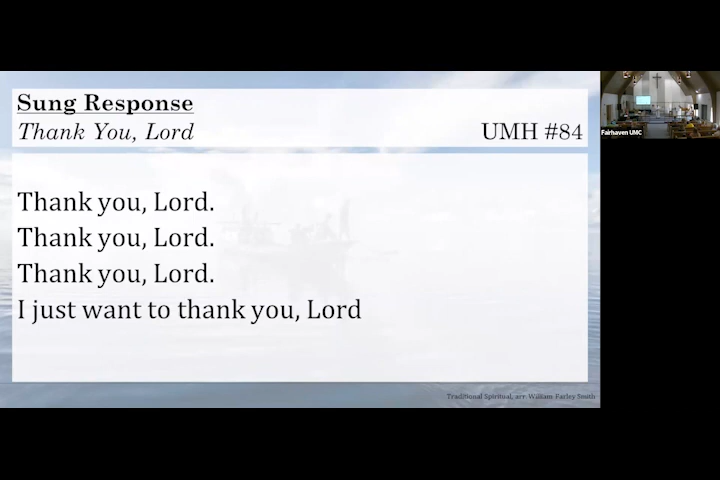 Sung Response
Thank You, Lord
UMH #84
Thank you, Lord.
Thank you, Lord.
Thank you, Lord.
I just want to thank you, Lord
Traditional Spiritual, arr. William Farley Smith
Fairhaven UMC